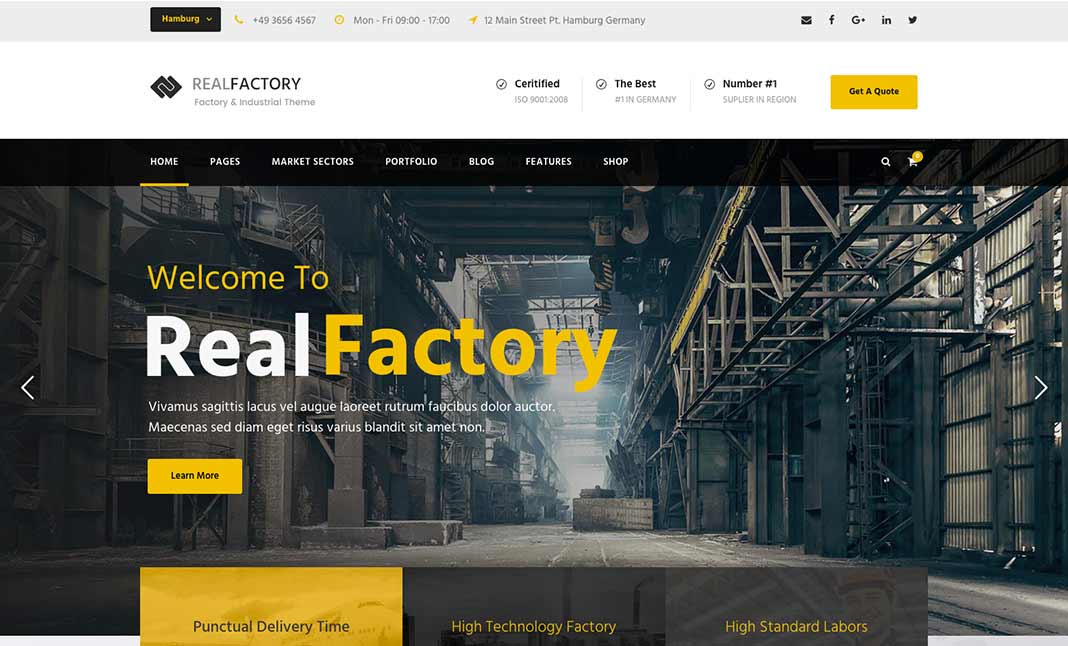 Hamburg
+49 3656 4567
Mon - Fri 09:00 - 17:00
12 Main Street Pt. Hamburg Germany
G+
in
REALFACTORY
Factory & Industrial Theme
Ceritified
ISO 9001:2008
The Best
#1 IN GERMANY
Number #1
SUPLIER IN REGION
Get A Quote
HOME PAGES MARKET SECTORS PORTFOLIO BLOG FEATURES SHOP
0
Welcome To
RealFactory
Vivamus sagittis lacus vel augue laoreet rutrum faucibus dolor auctor.
Maecenas sed diam eget risus varius blandit sit amet non.
Learn More
Punctual Delivery Time
High Technology Factory
High Standard Labors